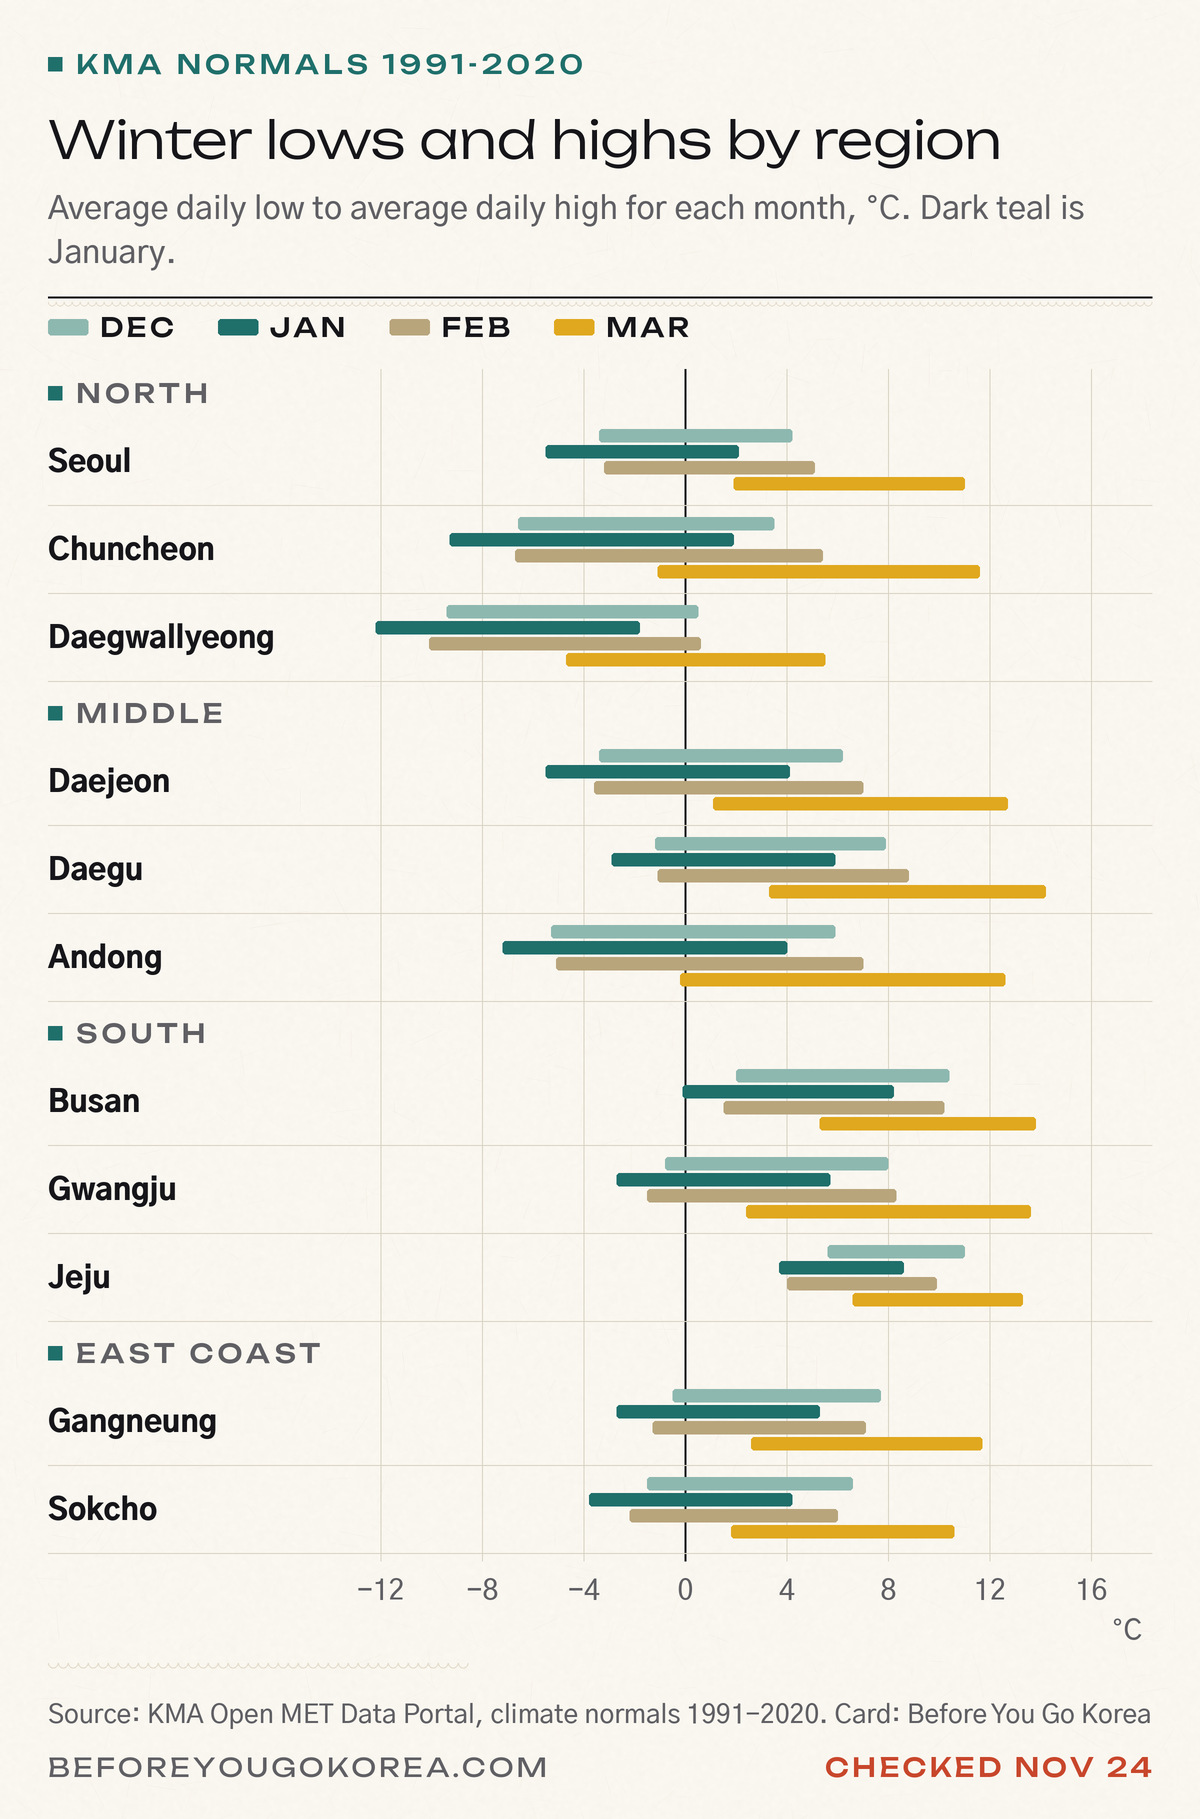 KMA NORMALS 1991-2020
Winter lows and highs by region
Average daily low to average daily high for each month, °C. Dark teal is
January.
DEC JAN FEB MAR
NORTH
Seoul
Chuncheon
Daegwallyeong
MIDDLE
Daejeon
Daegu
Andong
SOUTH
Busan
Gwangju
Jeju
EAST COAST
Gangneung
Sokcho
−12 −8 −4 0 4 8 12 16
°C
Source: KMA Open MET Data Portal, climate normals 1991–2020. Card: Before You Go Korea
BEFOREYOUGOKOREA.COM CHECKED NOV 24